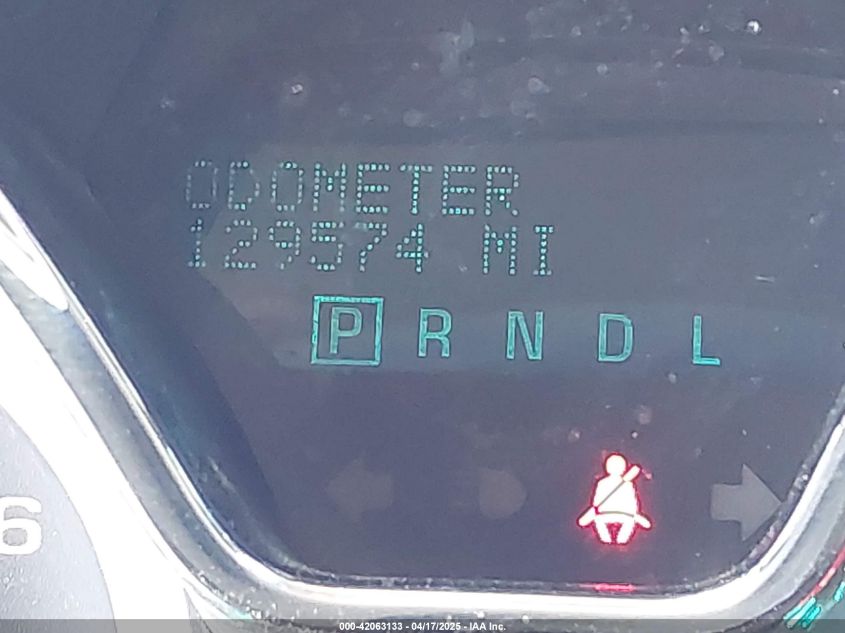 ODOMETER
129574 MI
P R N D L
6
000-42063133 - 04/17/2025 - IAA Inc.